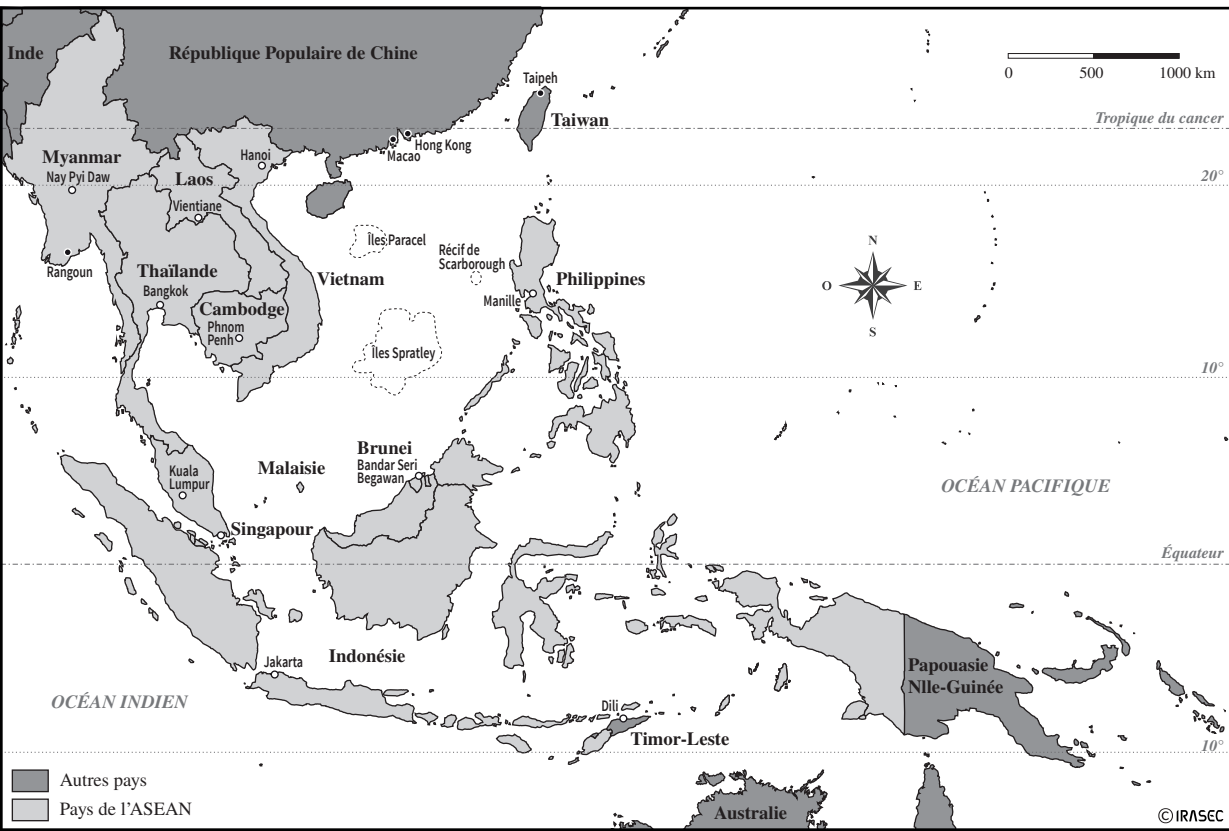 Inde
République Populaire de Chine
0 500 1000 km
Taipeh
Taiwan
Tropique du cancer
Hong Kong
Macao
Hanoi
Myanmar
Nay Pyi Daw
Laos
20°
Vientiane
Îles Paracel
Récif de
Scarborough
Rangoun
Thaïlande
Bangkok
Vietnam
Philippines
N
O E
S
Manille
Cambodge
Phnom
Penh
Îles Spratley
10°
Brunei
Bandar Seri
Begawan
Malaisie
Kuala
Lumpur
OCÉAN PACIFIQUE
Singapour
Équateur
Indonésie
Jakarta
Papouasie
Nlle-Guinée
OCÉAN INDIEN
Dili
Timor-Leste
10°
Autres pays
Pays de l'ASEAN
Australie
© IRASEC